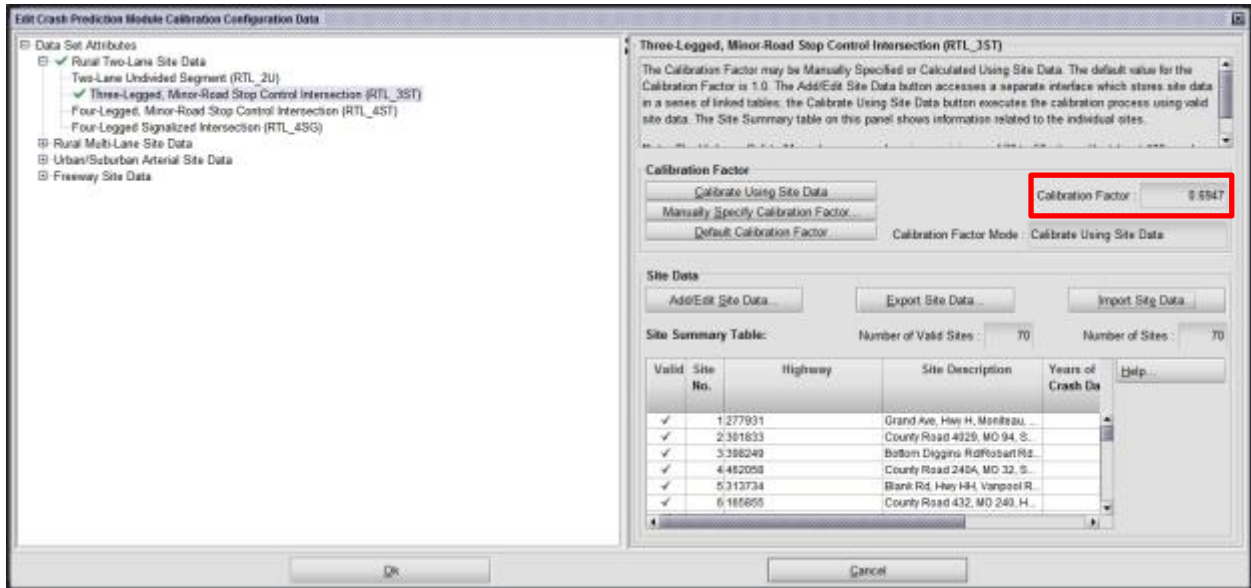 Edit Crash Prediction Module Calibration Configuration Data
Data Set Attributes
Rural Two-Lane Site Data
Two-Lane Undivided Segment (RTL_2U)
Three-Legged, Minor-Road Stop Control Intersection (RTL_3ST)
Four-Legged, Minor-Road Stop Control Intersection (RTL_4ST)
Four-Legged Signalized Intersection (RTL_4SG)
Rural Multi-Lane Site Data
Urban/Suburban Arterial Site Data
Freeway Site Data
Three-Legged, Minor-Road Stop Control Intersection (RTL_3ST)
The Calibration Factor may be Manually Specified or Calculated Using Site Data. The default value for the
Calibration Factor is 1.0. The Add/Edit Site Data button accesses a separate interface which stores site data
in a series of linked tables; the Calibrate Using Site Data button executes the calibration process using valid
site data. The Site Summary table on this panel shows information related to the individual sites.
Calibration Factor
Calibrate Using Site Data
Calibration Factor : 0.6947
Manually Specify Calibration Factor...
Default Calibration Factor
Calibration Factor Mode : Calibrate Using Site Data
Site Data
Add/Edit Site Data... Export Site Data... Import Site Data...
Site Summary Table: Number of Valid Sites : 70 Number of Sites : 70
Valid Site No. Highway Site Description Years of Crash Da Help...
✓ 1 277931 Grand Ave, Hwy H, Moniteau, ...
✓ 2 301833 County Road 4029, MO 94, S...
✓ 3 398249 Bottom Diggins Rd/Robart Rd...
✓ 4 462058 County Road 240A, MO 32, S...
✓ 5 313734 Blank Rd, Hwy HH, Vanpool R...
✓ 6 165855 County Road 432, MO 240, H...
Ok Cancel